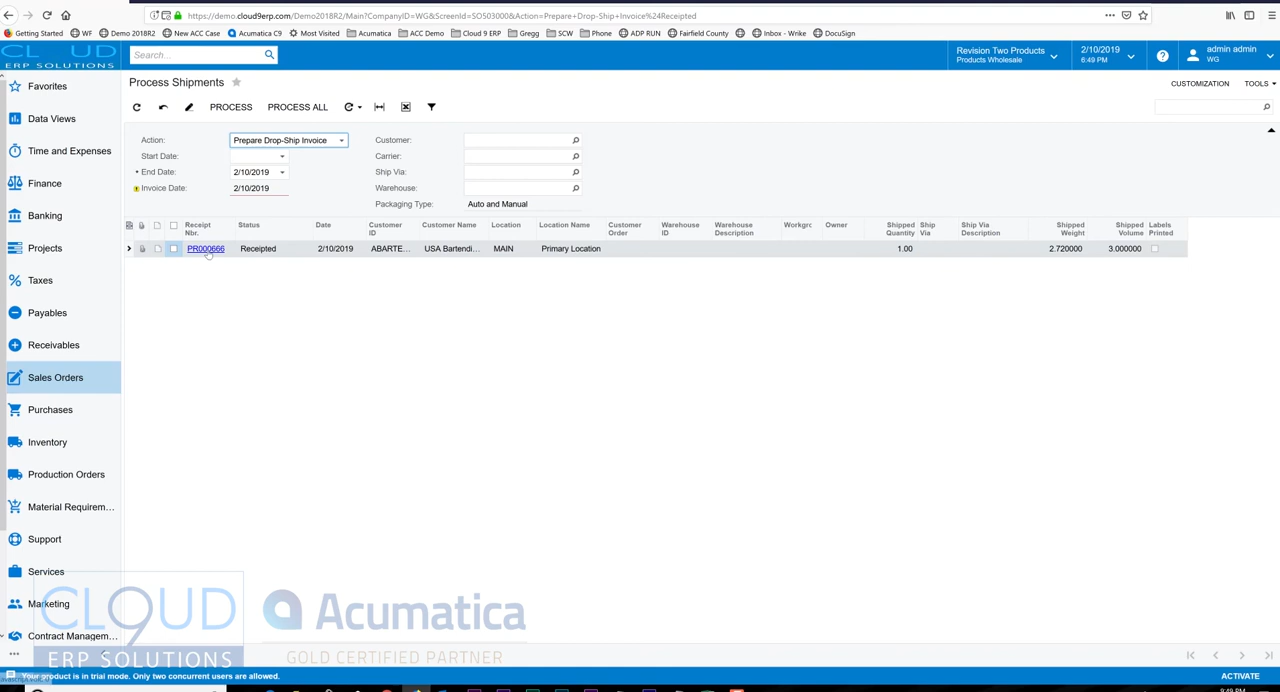 https://demo.cloud9erp.com/Demo2018R2/Main?CompanyID=WG&ScreenId=SO503000&Action=Prepare+Drop-Ship+Invoice%24Receipted
Getting Started WF Demo 2018R2 New ACC Case Acumatica C9 Most Visited Acumatica ACC Demo Cloud 9 ERP Gregg SCW Phone ADP RUN Fairfield County Inbox - Wrike DocuSign
CL UD
ERP SOLUTIONS
Search...
Revision Two Products
Products Wholesale
2/10/2019
6:49 PM
admin admin
WG
Favorites
Data Views
Time and Expenses
Finance
Banking
Projects
Taxes
Payables
Receivables
Sales Orders
Purchases
Inventory
Production Orders
Material Requirem...
Support
Services
Marketing
Contract Managem...
Process Shipments
CUSTOMIZATION TOOLS
PROCESS PROCESS ALL
Action: Prepare Drop-Ship Invoice
Start Date:
End Date: 2/10/2019
Invoice Date: 2/10/2019
Customer:
Carrier:
Ship Via:
Warehouse:
Packaging Type: Auto and Manual
Receipt Nbr. Status Date Customer ID Customer Name Location Location Name Customer Order Warehouse ID Warehouse Description Workgrc Owner Shipped Quantity Ship Via Ship Via Description Shipped Weight Shipped Volume Labels Printed
PR000666 Receipted 2/10/2019 ABARTE... USA Bartendi... MAIN Primary Location 1.00 2.720000 3.000000
CLOUD
9
ERP SOLUTIONS
Acumatica
GOLD CERTIFIED PARTNER
Your product is in trial mode. Only two concurrent users are allowed.
ACTIVATE
9:49 PM